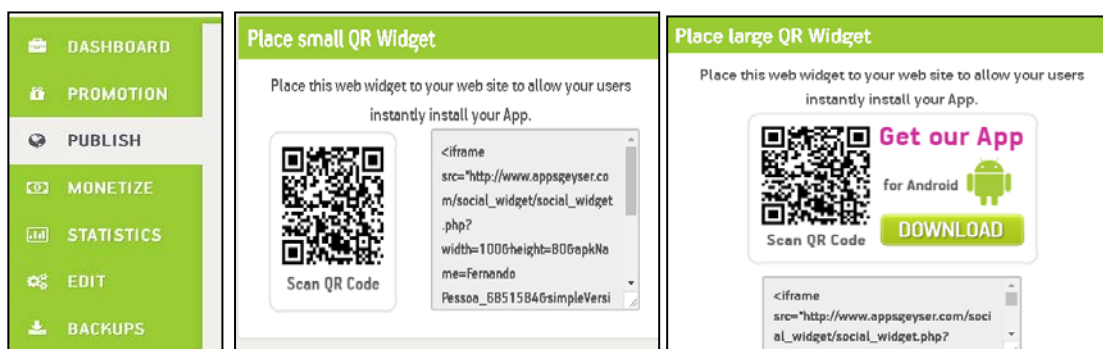 DASHBOARD
PROMOTION
PUBLISH
MONETIZE
STATISTICS
EDIT
BACKUPS
Place small QR Widget
Place this web widget to your web site to allow your users
instantly install your App.
Scan QR Code
<iframe
src="http://www.appsgeyser.co
m/social_widget/social_widget
.php?
width=100&height=80&apkNa
me=Fernando
Pessoa_6851584&simpleVersi
Place large QR Widget
Place this web widget to your web site to allow your users
instantly install your App.
Get our App
for Android
DOWNLOAD
Scan QR Code
<iframe
src="http://www.appsgeyser.com/soci
al_widget/social_widget.php?